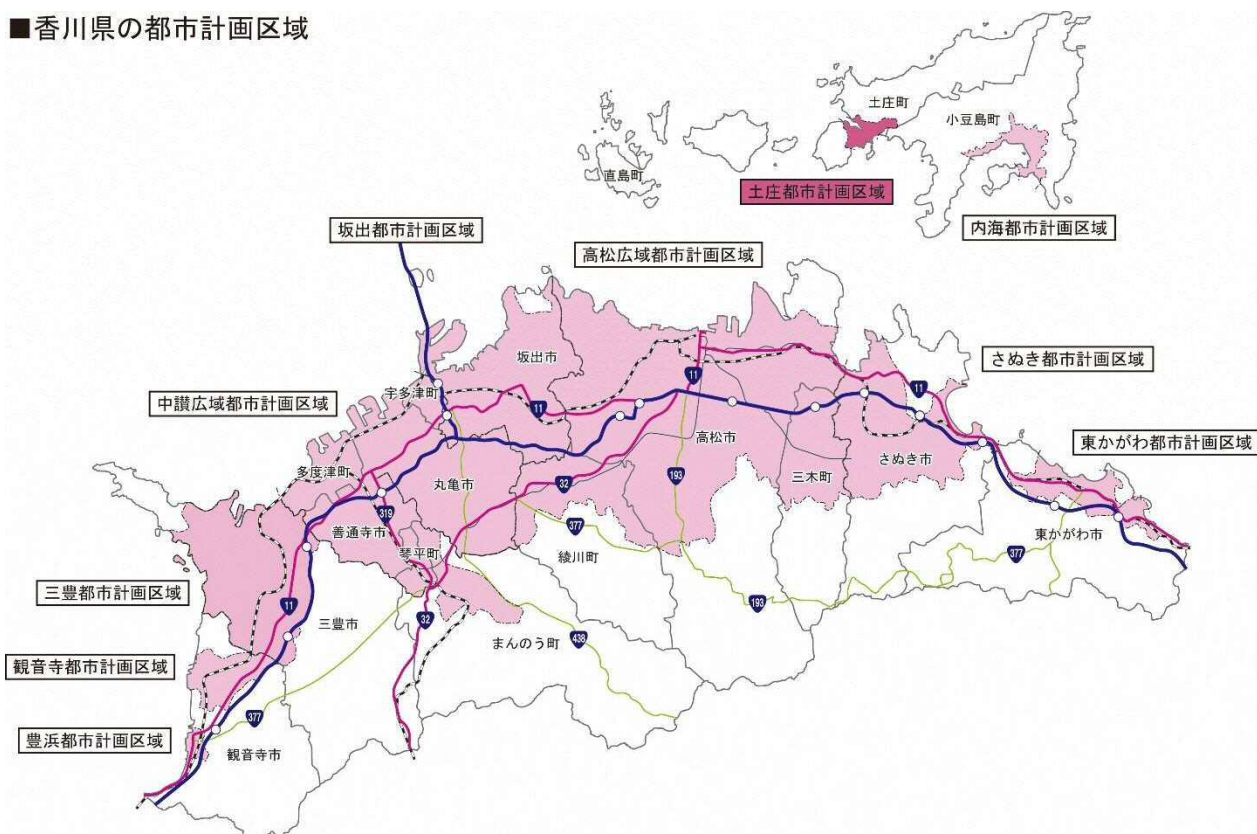 ■香川県の都市計画区域
土庄町
小豆島町
直島町
土庄都市計画区域
内海都市計画区域
坂出都市計画区域
高松広域都市計画区域
さぬき都市計画区域
坂出市
11
11
宇多津町
中讃広域都市計画区域
11
東かがわ都市計画区域
高松市
さぬき市
多度津町
丸亀市
三木町
193
32
319
善通寺市
377
東かがわ市
琴平町
綾川町
377
三豊都市計画区域
11
193
三豊市
32
まんのう町
438
観音寺都市計画区域
377
豊浜都市計画区域
観音寺市